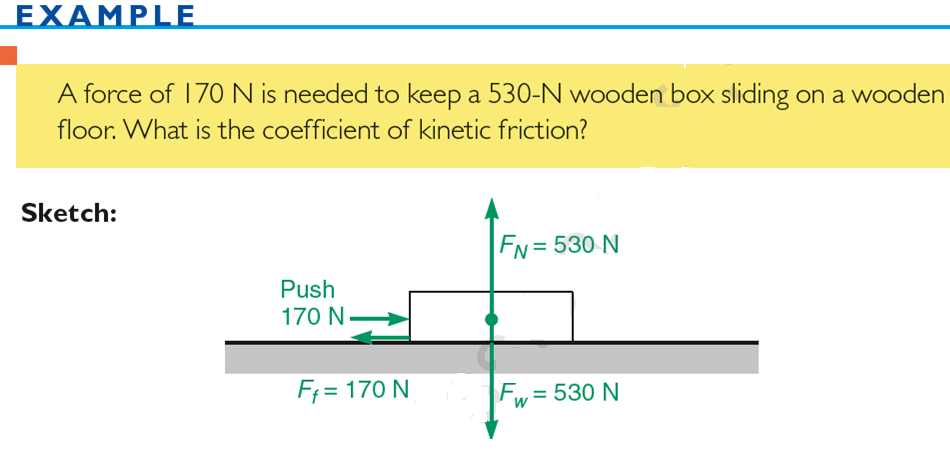 EXAMPLE
A force of 170 N is needed to keep a 530-N wooden box sliding on a wooden
floor. What is the coefficient of kinetic friction?
Sketch:
F_N = 530 N
Push
170 N
F_f = 170 N
F_w = 530 N